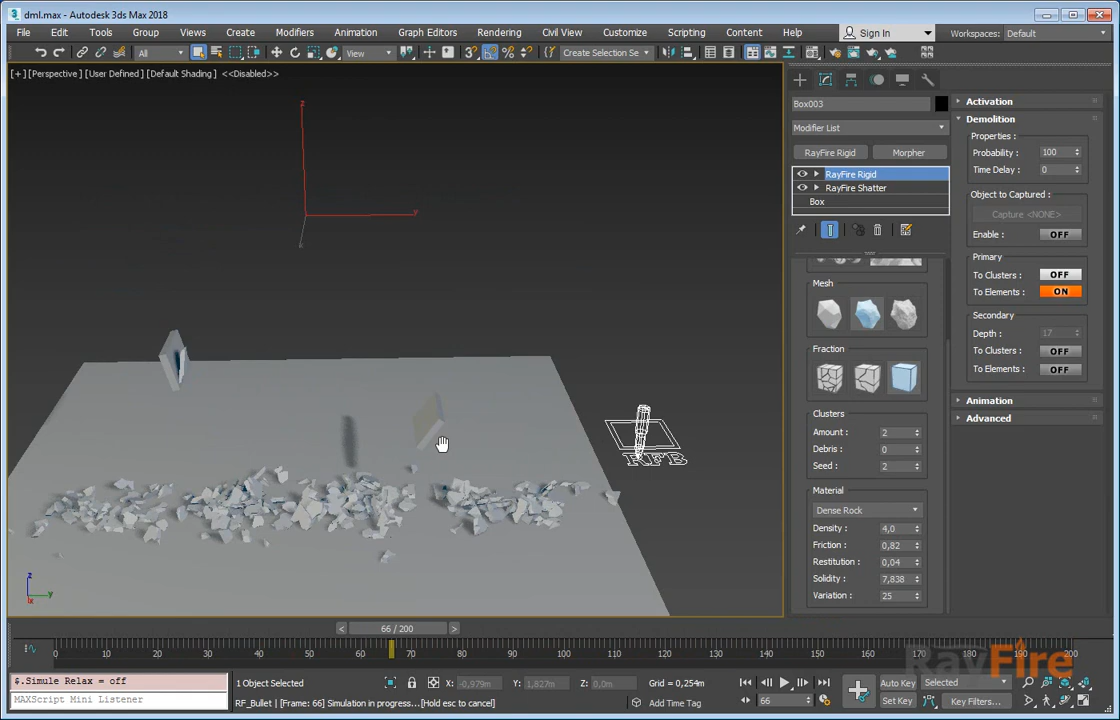 dml.max - Autodesk 3ds Max 2018
File Edit Tools Group Views Create Modifiers Animation Graph Editors Rendering Civil View Customize Scripting Content Help Sign In Workspaces: Default
All View Create Selection Se
[+] [Perspective] [User Defined] [Default Shading] <<Disabled>>
Box003
Modifier List
RayFire Rigid Morpher
RayFire Rigid
RayFire Shatter
Box
Mesh
Fraction
Clusters
Amount : 2
Debris : 0
Seed : 2
Material
Dense Rock
Density : 4,0
Friction : 0,82
Restitution : 0,04
Solidity : 7,838
Variation : 25
Activation
Demolition
Properties :
Probability : 100
Time Delay : 0
Object to Captured :
Capture <NONE>
Enable : OFF
Primary
To Clusters : OFF
To Elements : ON
Secondary
Depth : 17
To Clusters : OFF
To Elements : OFF
Animation
Advanced
z
y
x
RFB
z
y
x
< 66 / 200 >
0 10 20 30 40 50 60 70 80 90 100 110 120 130 140 150 160 170 180 190 200
RayFire
$.Simule Relax = off
MAXScript Mini Listener
1 Object Selected
RF_Bullet | [Frame: 66] Simulation in progress... [Hold esc to cancel]
X: -0,979m Y: 1,827m Z: 0,0m Grid = 0,254m
Add Time Tag
66
Auto Key Selected
Set Key Key Filters...